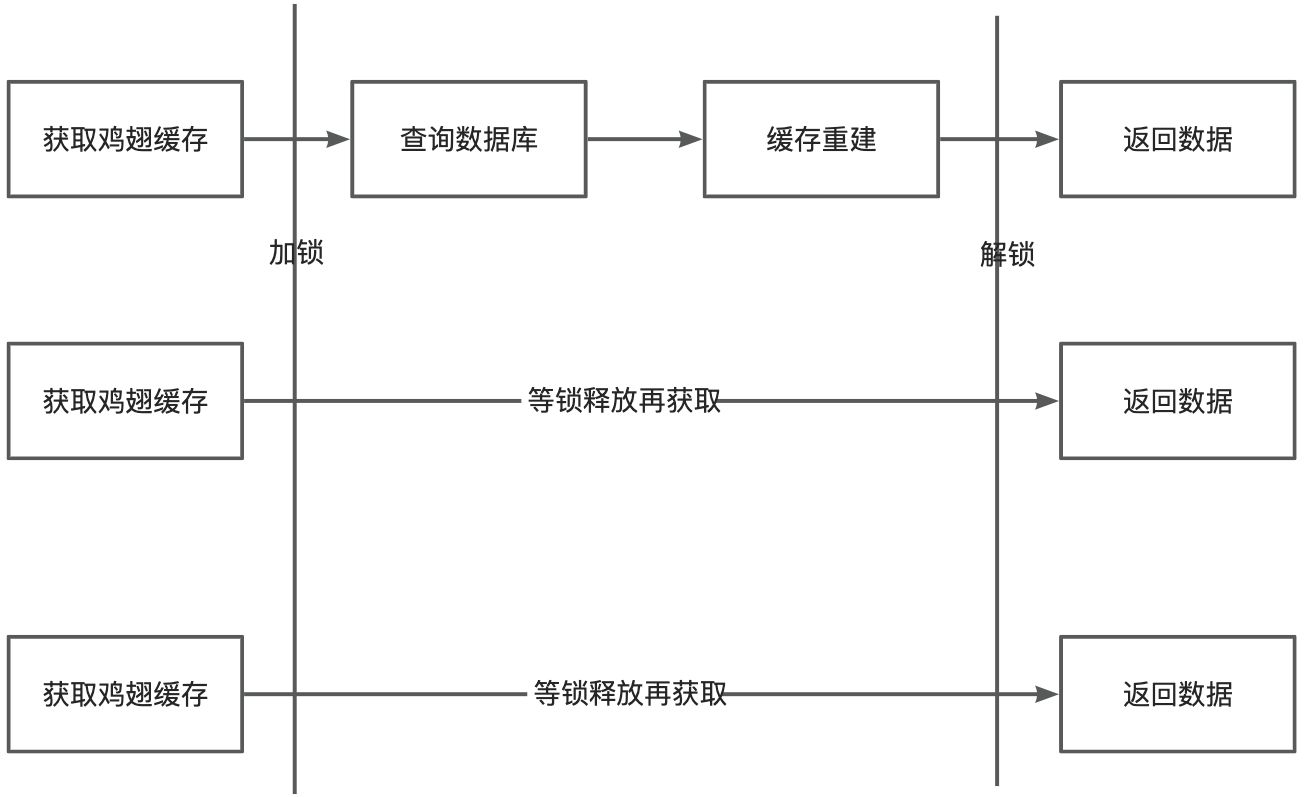 获取鸡翅缓存
查询数据库
缓存重建
返回数据
加锁
解锁
获取鸡翅缓存
等锁释放再获取
返回数据
获取鸡翅缓存
等锁释放再获取
返回数据